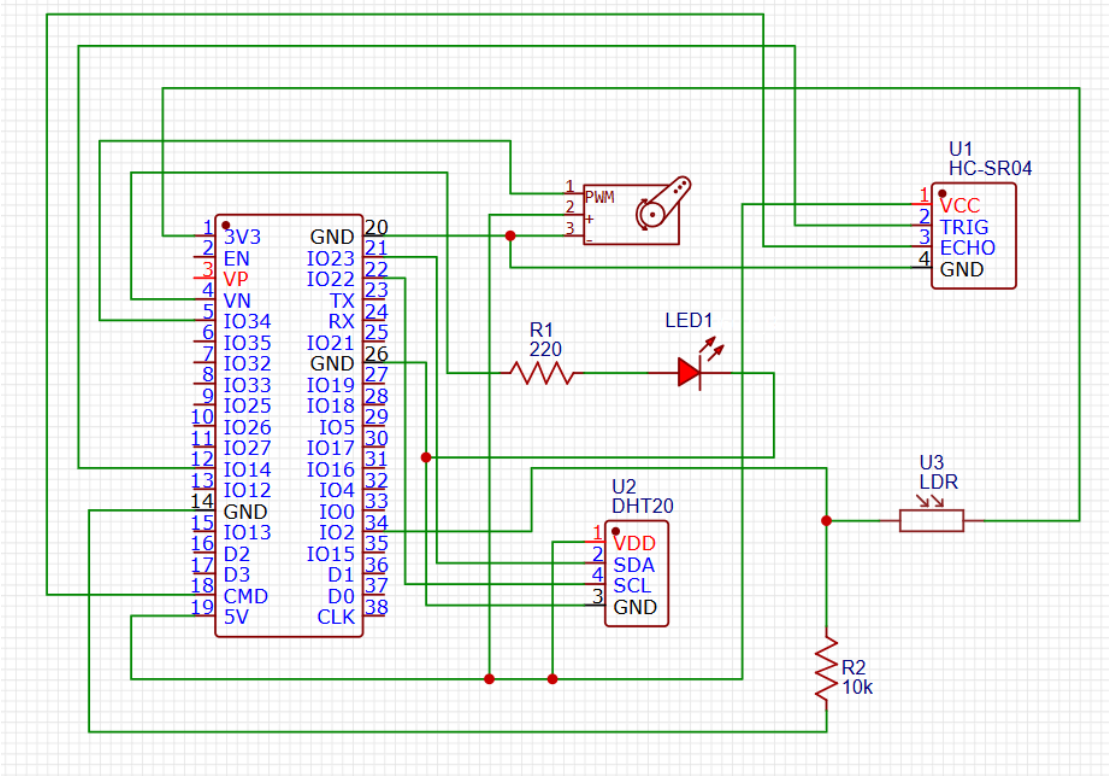 1 3V3
2 EN
3 VP
4 VN
5 IO34
6 IO35
7 IO32
8 IO33
9 IO25
10 IO26
11 IO27
12 IO14
13 IO12
14 GND
15 IO13
16 D2
17 D3
18 CMD
19 5V
GND 20
IO23 21
IO22 22
TX 23
RX 24
IO21 25
GND 26
IO19 27
IO18 28
IO5 29
IO17 30
IO16 31
IO4 32
IO0 33
IO2 34
IO15 35
D1 36
D0 37
CLK 38
1 PWM
2 +
3 -
U1
HC-SR04
1 VCC
2 TRIG
3 ECHO
4 GND
R1
220
LED1
U2
DHT20
1 VDD
2 SDA
4 SCL
3 GND
U3
LDR
R2
10k